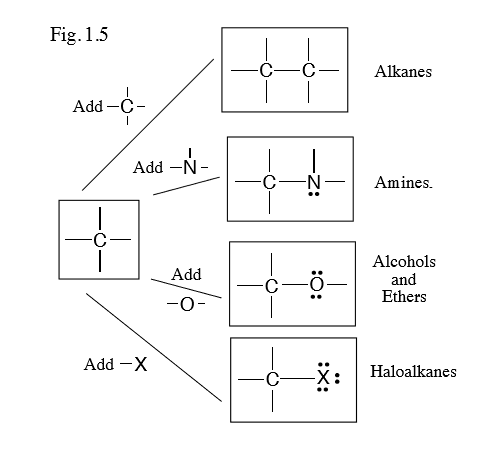 Fig. 1.5
C C
Alkanes
Add C
Add N
C N
Amines.
C
Add
O
C O
Alcohols
and
Ethers
Add X
C X
Haloalkanes